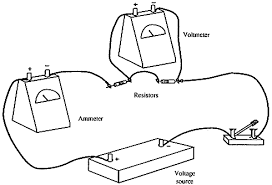 + −
Voltmeter
+ −
Resistors
Ammeter
+ −
Voltage
source